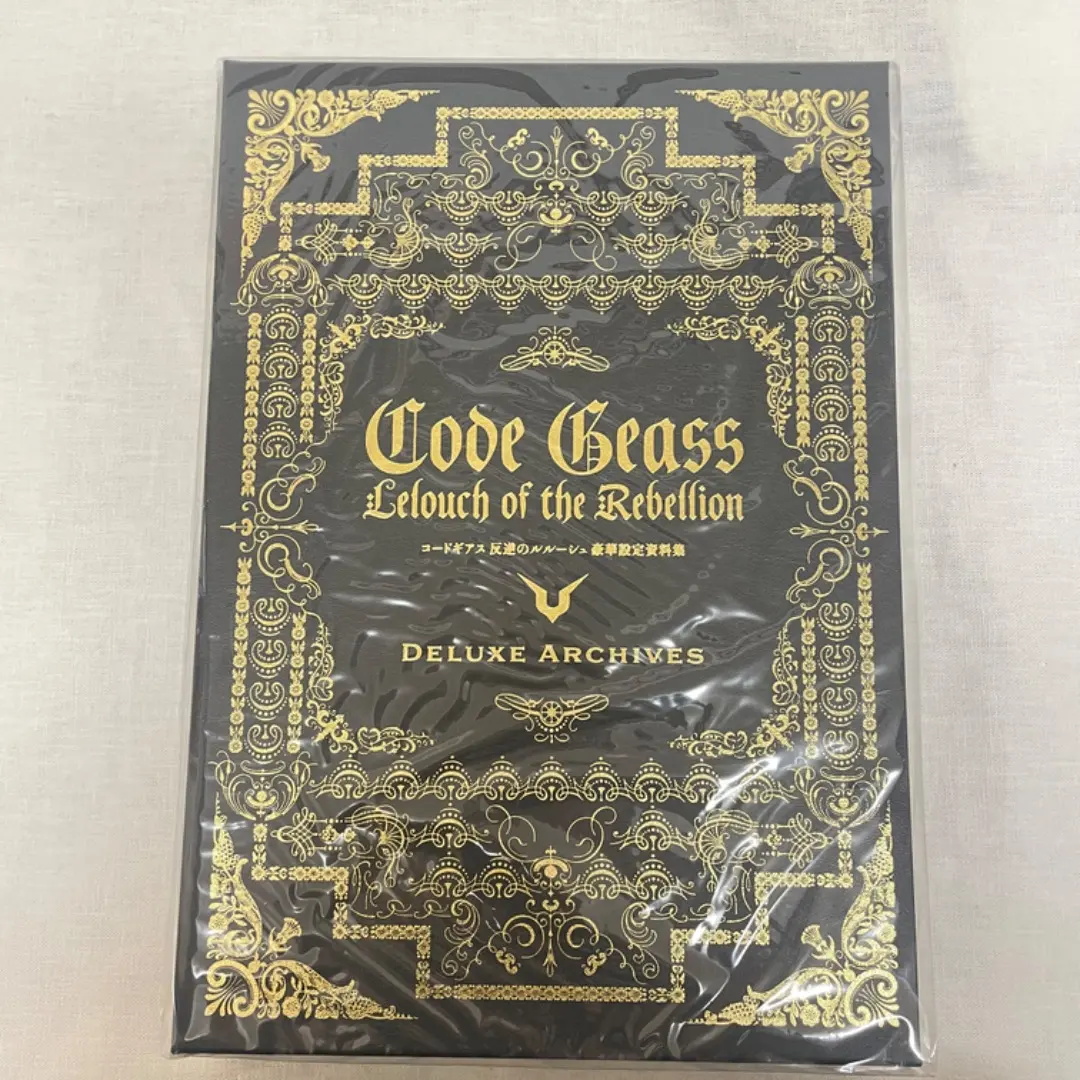 Code Geass
Lelouch of the Rebellion
コードギアス 反逆のルルーシュ 豪華設定資料集
DELUXE ARCHIVES